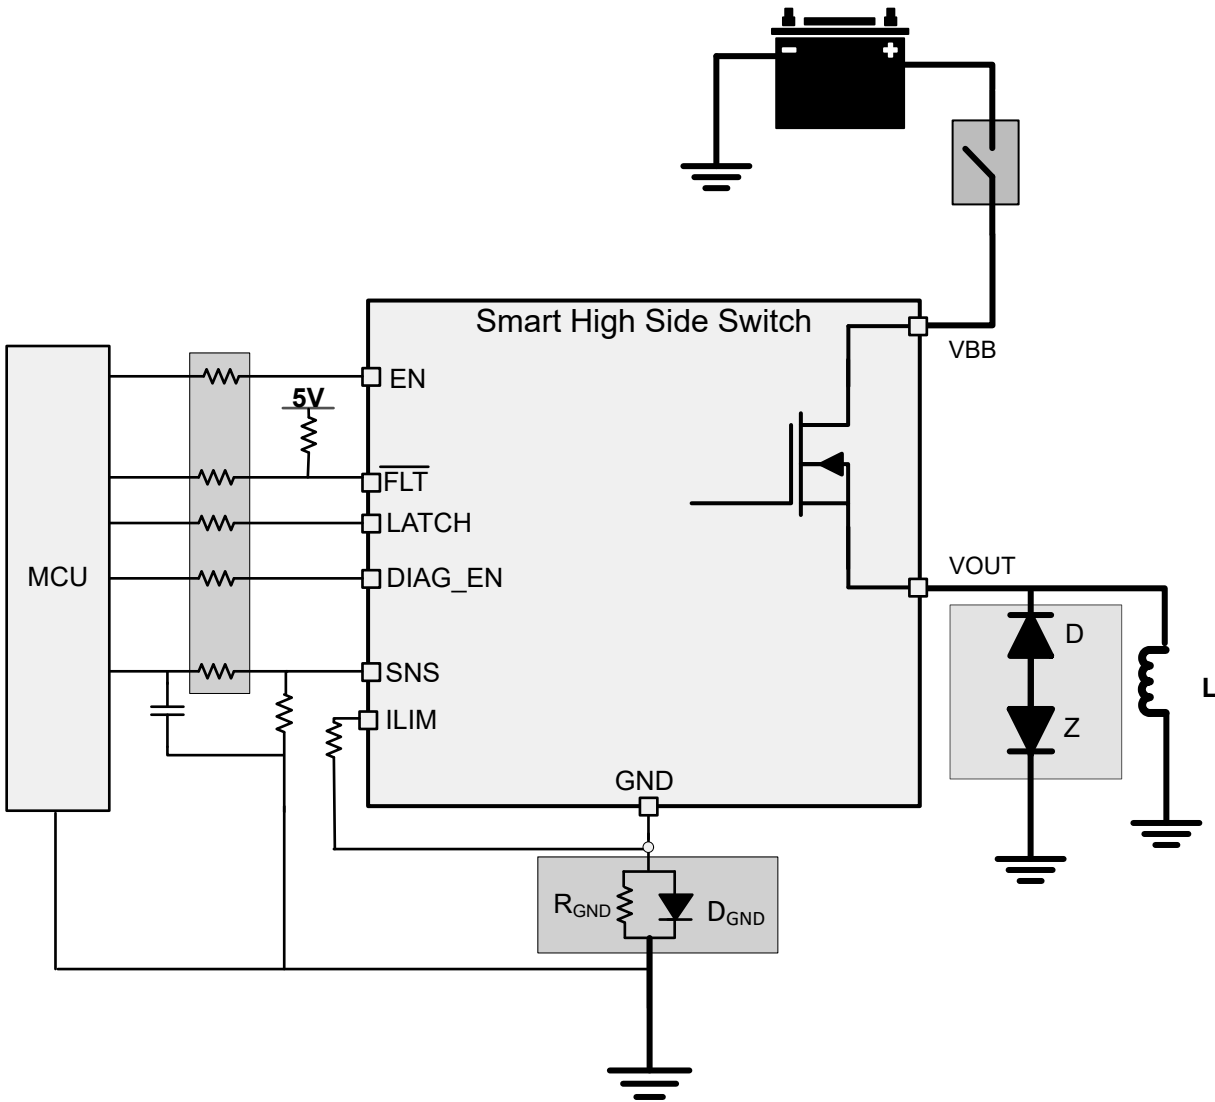 Smart High Side Switch
VBB
EN
5V
FLT
LATCH
MCU
DIAG_EN
VOUT
D
SNS
L
ILIM
Z
GND
RGND
DGND